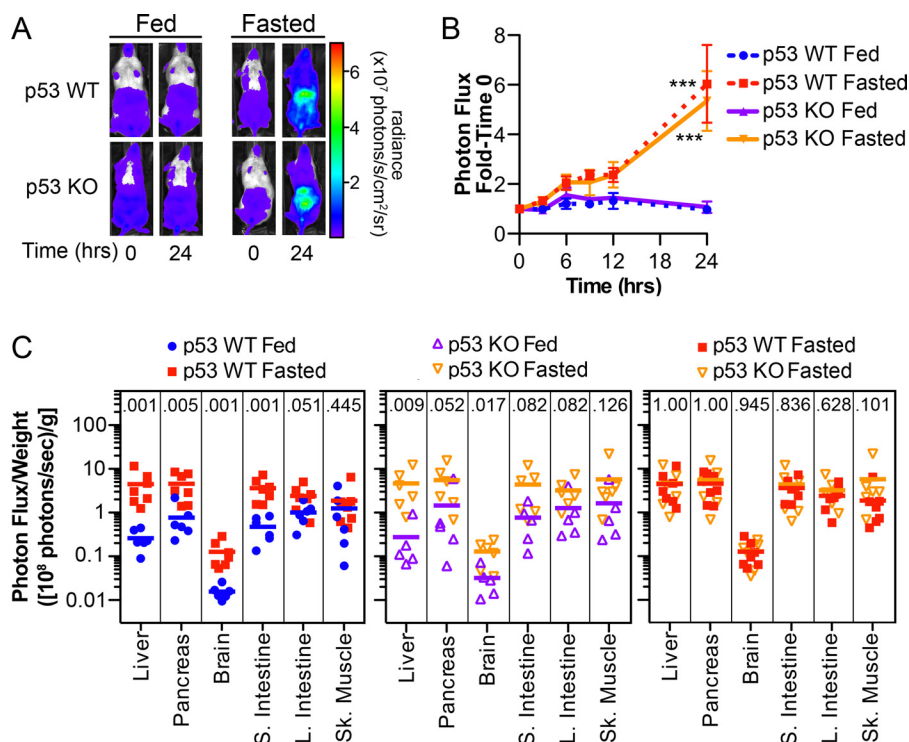 A
Fed
Fasted
p53 WT
p53 KO
Time (hrs)
0
24
0
24
6
4
2
radiance
(x10⁷ photons/s/cm²/sr)
B
Photon Flux
Fold-Time 0
8
6
4
2
0
0
6
12
18
24
Time (hrs)
***
***
p53 WT Fed
p53 WT Fasted
p53 KO Fed
p53 KO Fasted
C
p53 WT Fed
p53 WT Fasted
p53 KO Fed
p53 KO Fasted
p53 WT Fasted
p53 KO Fasted
Photon Flux/Weight
([10⁸ photons/sec)/g]
100
10
1
0.1
0.01
.001 .005 .001 .001 .051 .445
.009 .052 .017 .082 .082 .126
1.00 1.00 .945 .836 .628 .101
Liver
Pancreas
Brain
S. Intestine
L. Intestine
Sk. Muscle
Liver
Pancreas
Brain
S. Intestine
L. Intestine
Sk. Muscle
Liver
Pancreas
Brain
S. Intestine
L. Intestine
Sk. Muscle